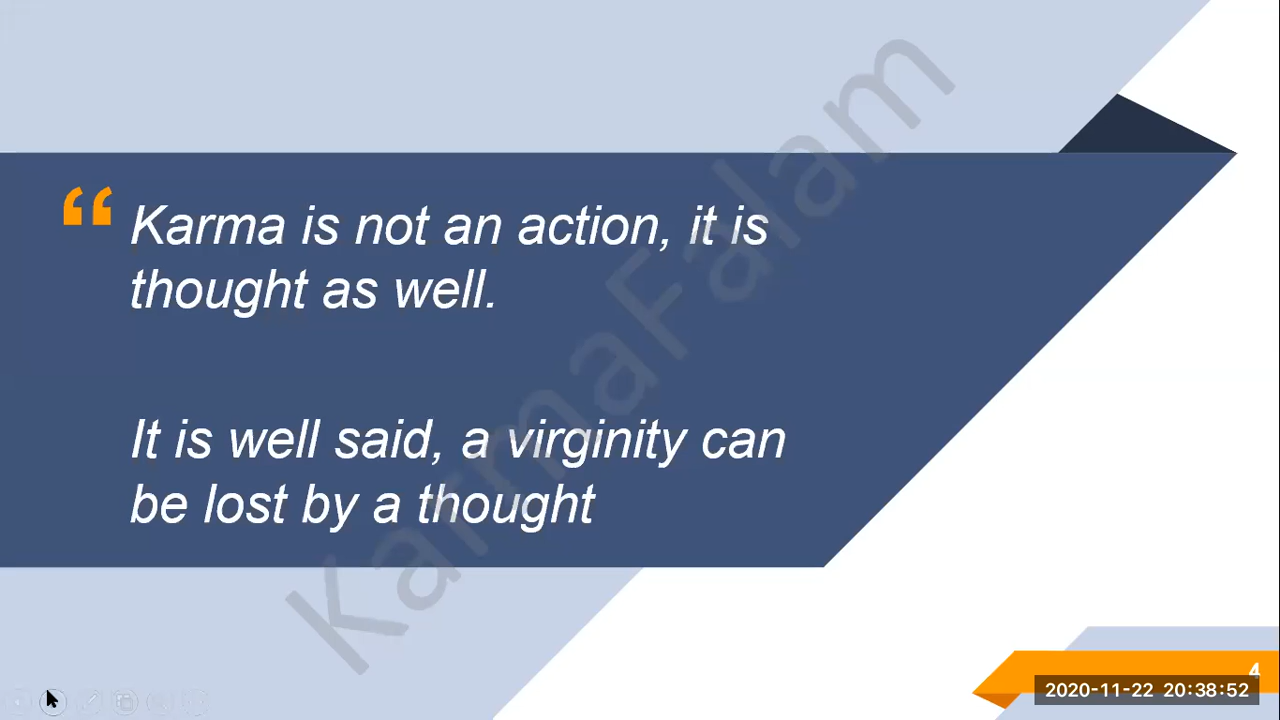 “ Karma is not an action, it is
thought as well.
It is well said, a virginity can
be lost by a thought
KarmaFalam
4
2020-11-22 20:38:52